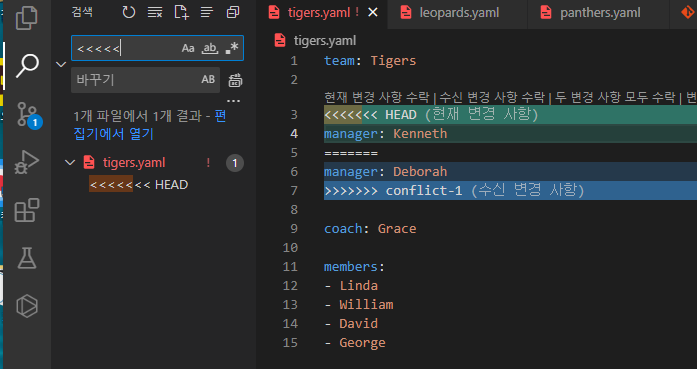 검색
<<<<<
Aa ab, .*
바꾸기
AB
...
1개 파일에서 1개 결과 - 편
집기에서 열기
tigers.yaml ! 1
<<<<<<< HEAD
1
tigers.yaml ! leopards.yaml panthers.yaml
tigers.yaml
1 team: Tigers
2
현재 변경 사항 수락 | 수신 변경 사항 수락 | 두 변경 사항 모두 수락 | 변
3 <<<<<<< HEAD (현재 변경 사항)
4 manager: Kenneth
5 =======
6 manager: Deborah
7 >>>>>>> conflict-1 (수신 변경 사항)
8
9 coach: Grace
10
11 members:
12 - Linda
13 - William
14 - David
15 - George